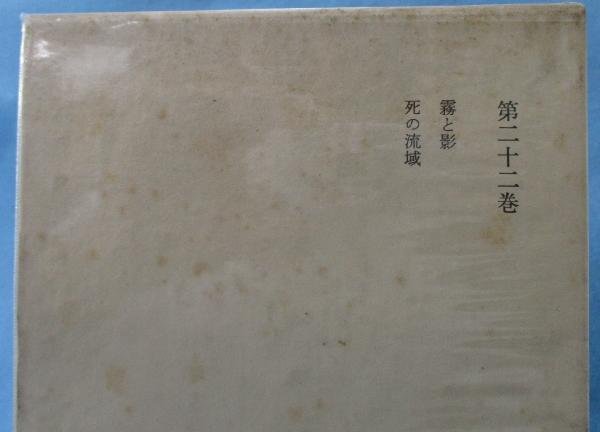 第二十二巻
霧と影
死の流域